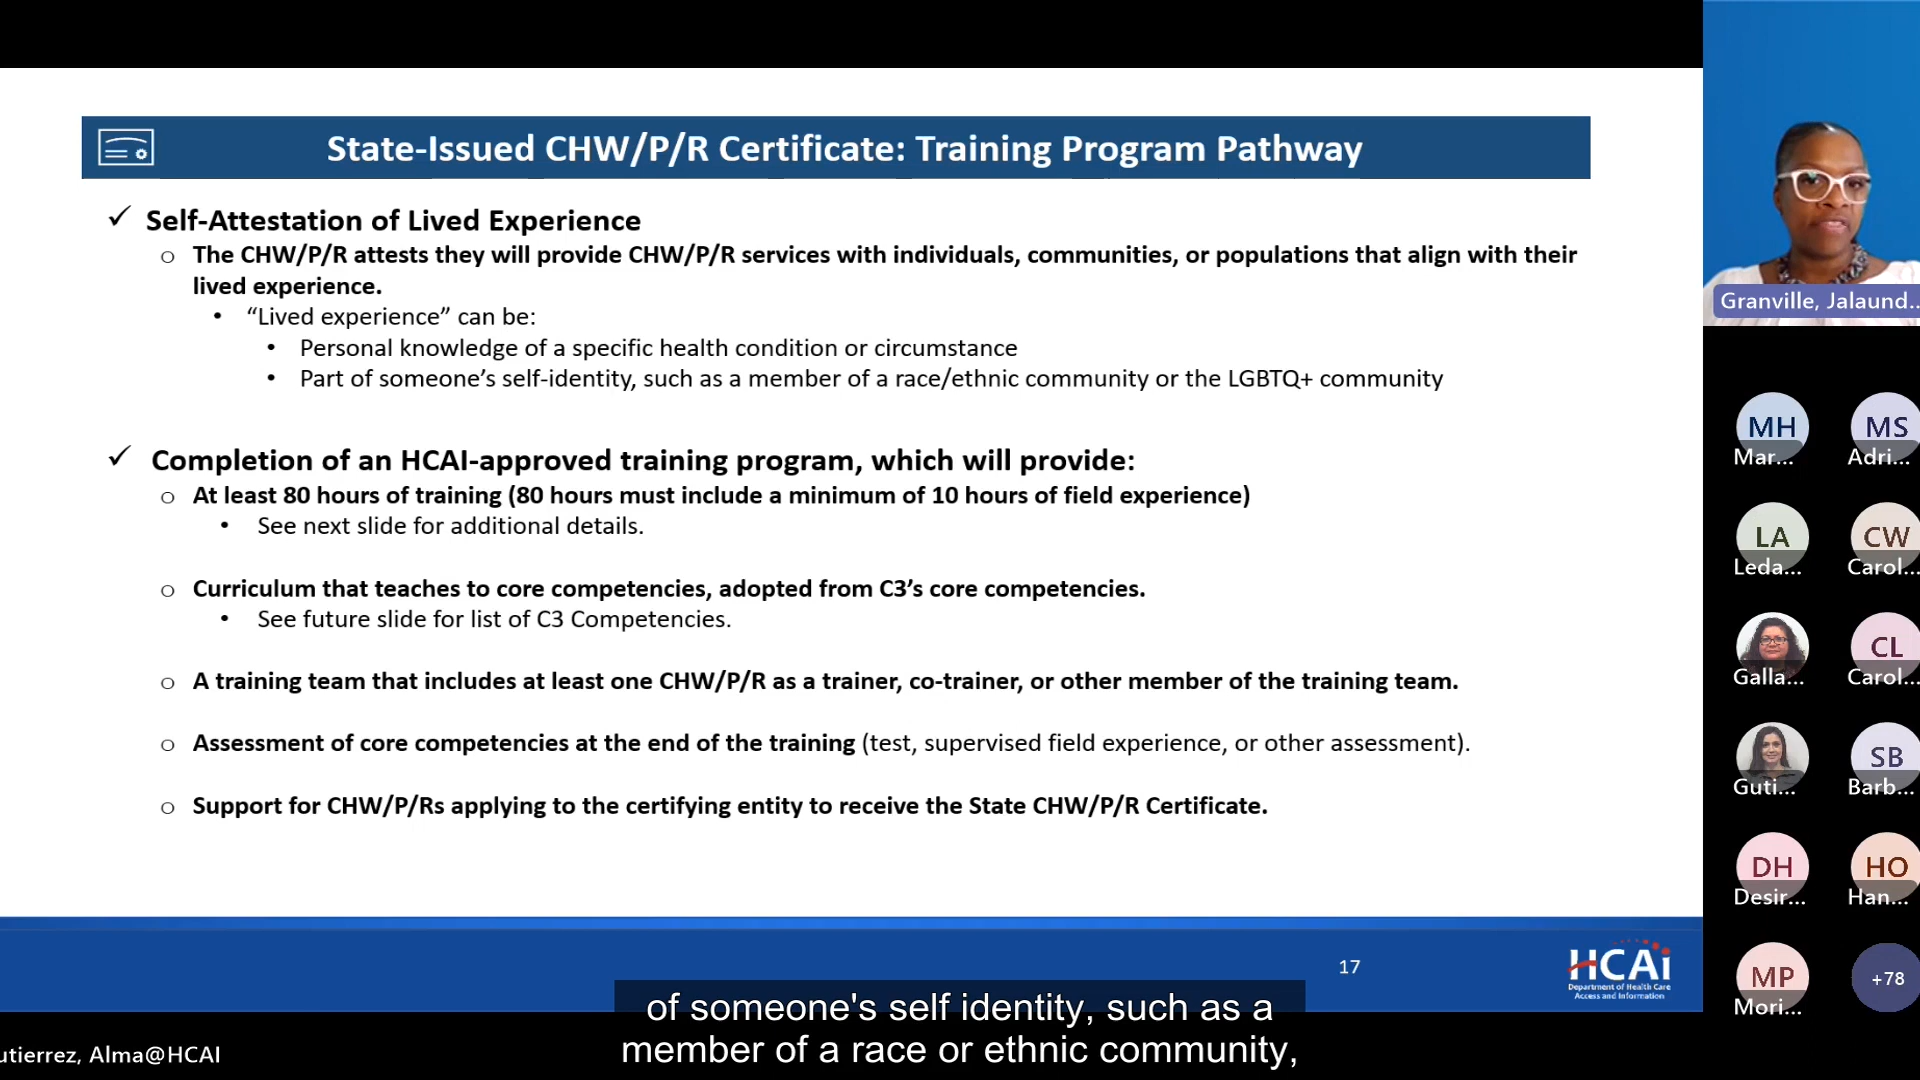 State-Issued CHW/P/R Certificate: Training Program Pathway
✓ Self-Attestation of Lived Experience
o The CHW/P/R attests they will provide CHW/P/R services with individuals, communities, or populations that align with their
lived experience.
• “Lived experience” can be:
• Personal knowledge of a specific health condition or circumstance
• Part of someone’s self-identity, such as a member of a race/ethnic community or the LGBTQ+ community
✓ Completion of an HCAI-approved training program, which will provide:
o At least 80 hours of training (80 hours must include a minimum of 10 hours of field experience)
• See next slide for additional details.
o Curriculum that teaches to core competencies, adopted from C3’s core competencies.
• See future slide for list of C3 Competencies.
o A training team that includes at least one CHW/P/R as a trainer, co-trainer, or other member of the training team.
o Assessment of core competencies at the end of the training (test, supervised field experience, or other assessment).
o Support for CHW/P/Rs applying to the certifying entity to receive the State CHW/P/R Certificate.
17
HCAi
Department of Health Care
Access and Information
of someone's self identity, such as a
member of a race or ethnic community,
utierrez, Alma@HCAI
Granville, Jalaund...
MH
Mar...
MS
Adri...
LA
Leda...
CW
Carol...
Galla...
CL
Carol...
Guti...
SB
Barb...
DH
Desir...
HO
Han...
MP
Mori...
+78